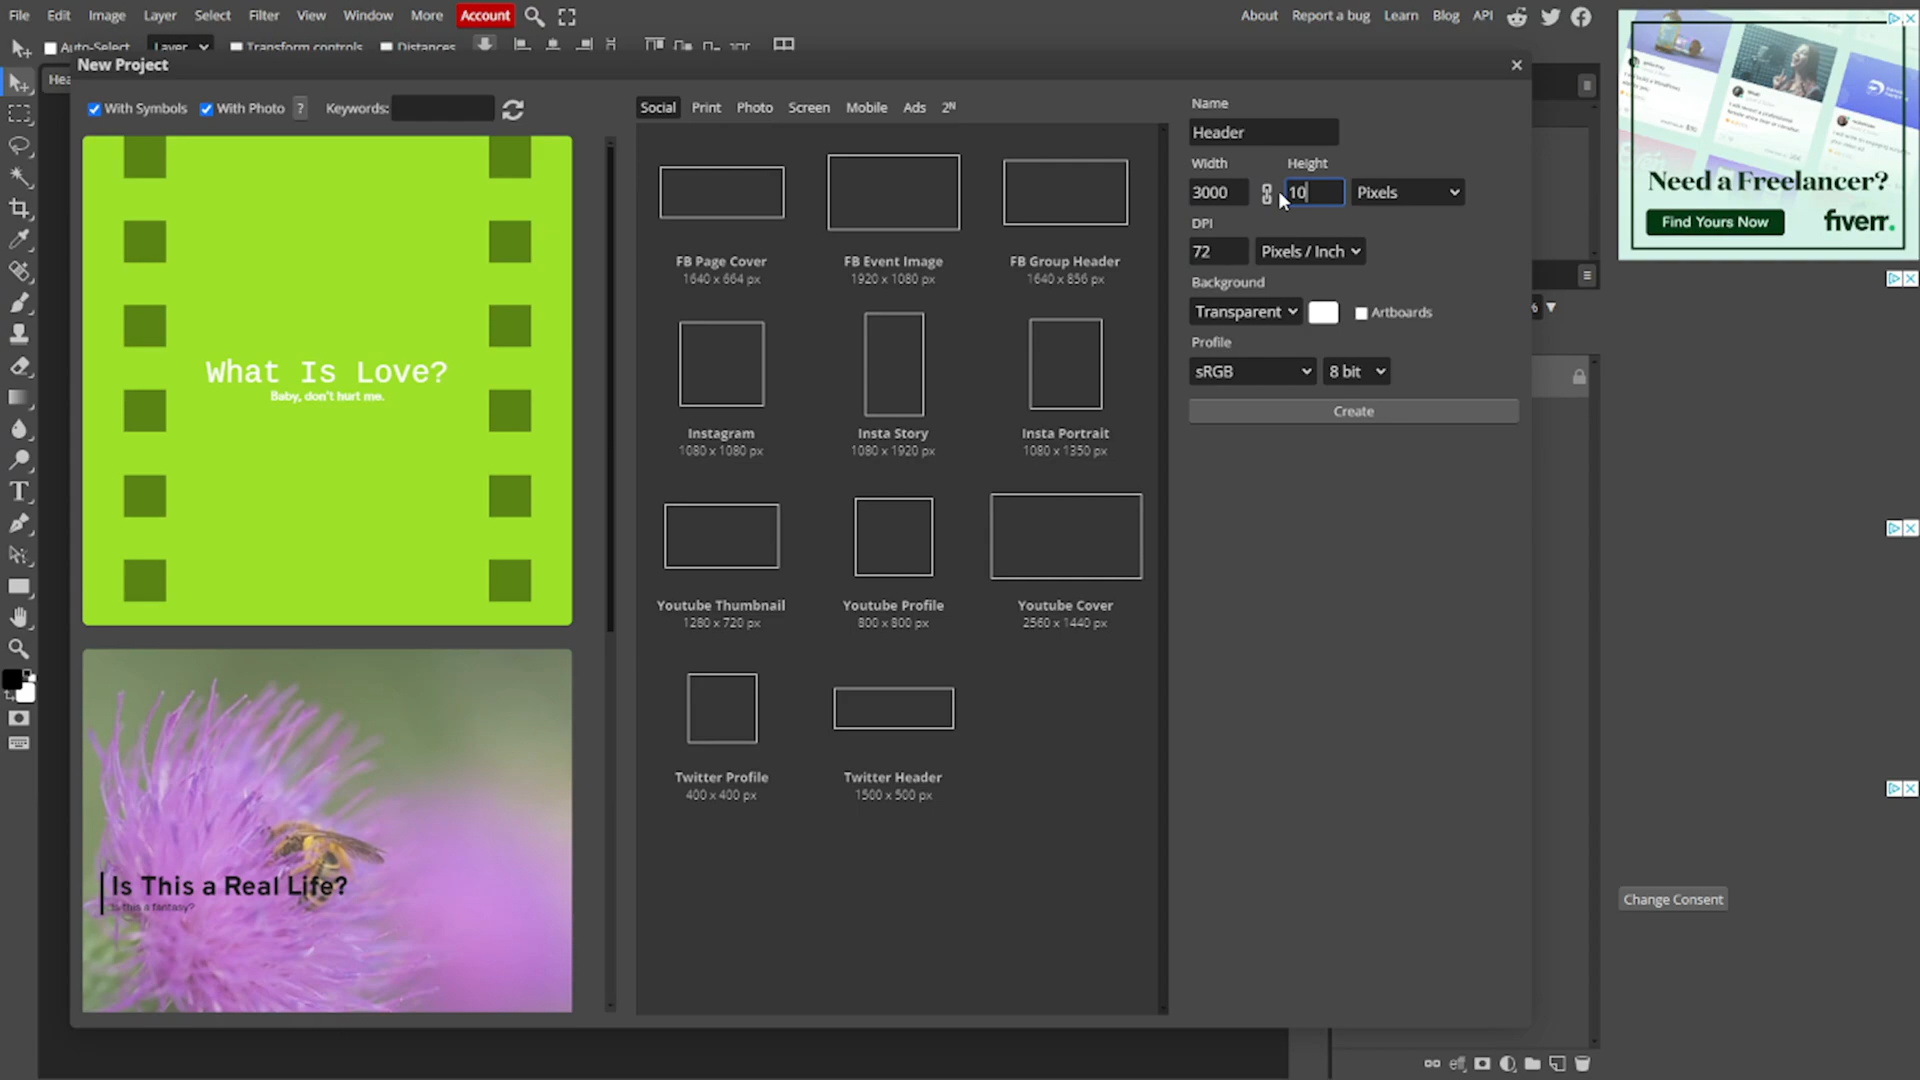 File Edit Image Layer Select Filter View Window More Account About Report a bug Learn Blog API
Auto-Select Layer Transform controls Distances
New Project
Hea
With Symbols With Photo ? Keywords:
Social Print Photo Screen Mobile Ads 2ᴺ
Name
Header
Width Height
3000 10 Pixels
DPI
72 Pixels / Inch
Background
Transparent Artboards
Profile
sRGB 8 bit
Create
What Is Love?
Baby, don't hurt me.
Is This a Real Life?
Is this a fantasy?
FB Page Cover
1640 x 664 px
FB Event Image
1920 x 1080 px
FB Group Header
1640 x 856 px
Instagram
1080 x 1080 px
Insta Story
1080 x 1920 px
Insta Portrait
1080 x 1350 px
Youtube Thumbnail
1280 x 720 px
Youtube Profile
800 x 800 px
Youtube Cover
2560 x 1440 px
Twitter Profile
400 x 400 px
Twitter Header
1500 x 500 px
%
Need a Freelancer?
Find Yours Now
fiverr.
Change Consent
eff